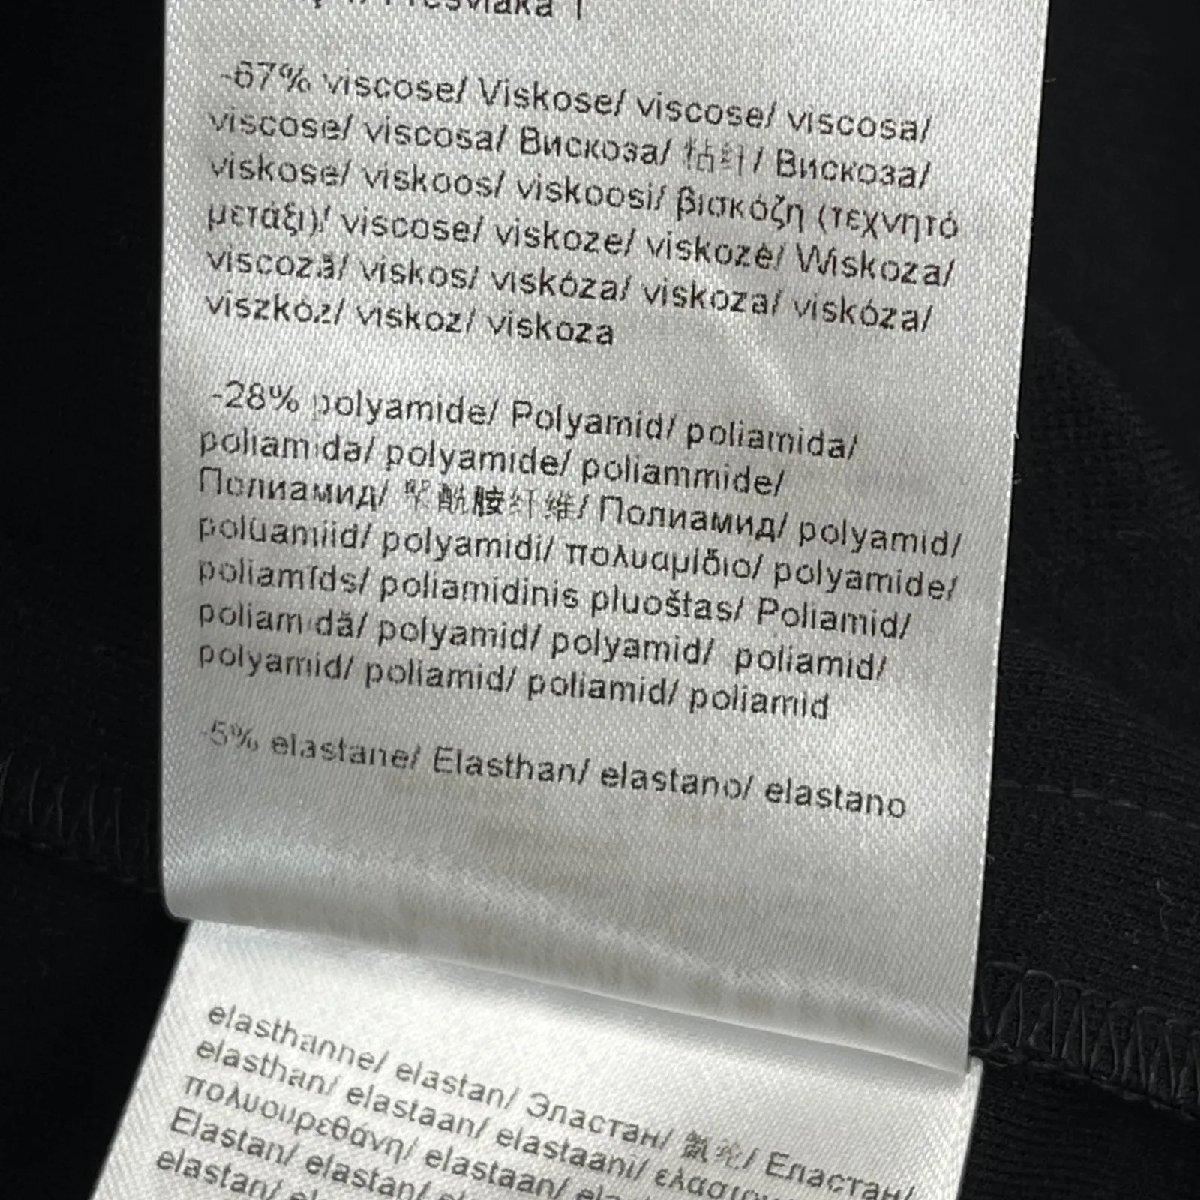 -67% viscose/ Viskose/ viscose/ viscosa/
viscose/ viscosa/ Вискоза/ 粘纤/ Вискоза/
viskose/ viskoos/ viskoosi/ βισκόζη (τεχνητό
μετάξι)/ viscose/ viskoze/ viskozė/ Wiskoza/
viscoză/ viskos/ viskóza/ viskoza/ viskóza/
viszkóz/ viskoz/ viskoza
-28% polyamide/ Polyamid/ poliamida/
poliamida/ polyamide/ poliammide/
Полиамид/ 聚酰胺纤维/ Полиамид/ polyamid/
polüamiid/ polyamidi/ πολυαμίδιο/ polyamide/
poliamīds/ poliamidinis pluoštas/ Poliamid/
poliamidă/ polyamid/ polyamid/ poliamid/
polyamid/ poliamid/ poliamid/ poliamid
-5% elastane/ Elasthan/ elastano/ elastano
elasthanne/ elastan/ Эластан/ 氨纶/ Еластан/
elasthan/ elastaan/ elastaani/
πολυουρεθάνη/ elastaan/
Elastan/ elastan/
elastan/